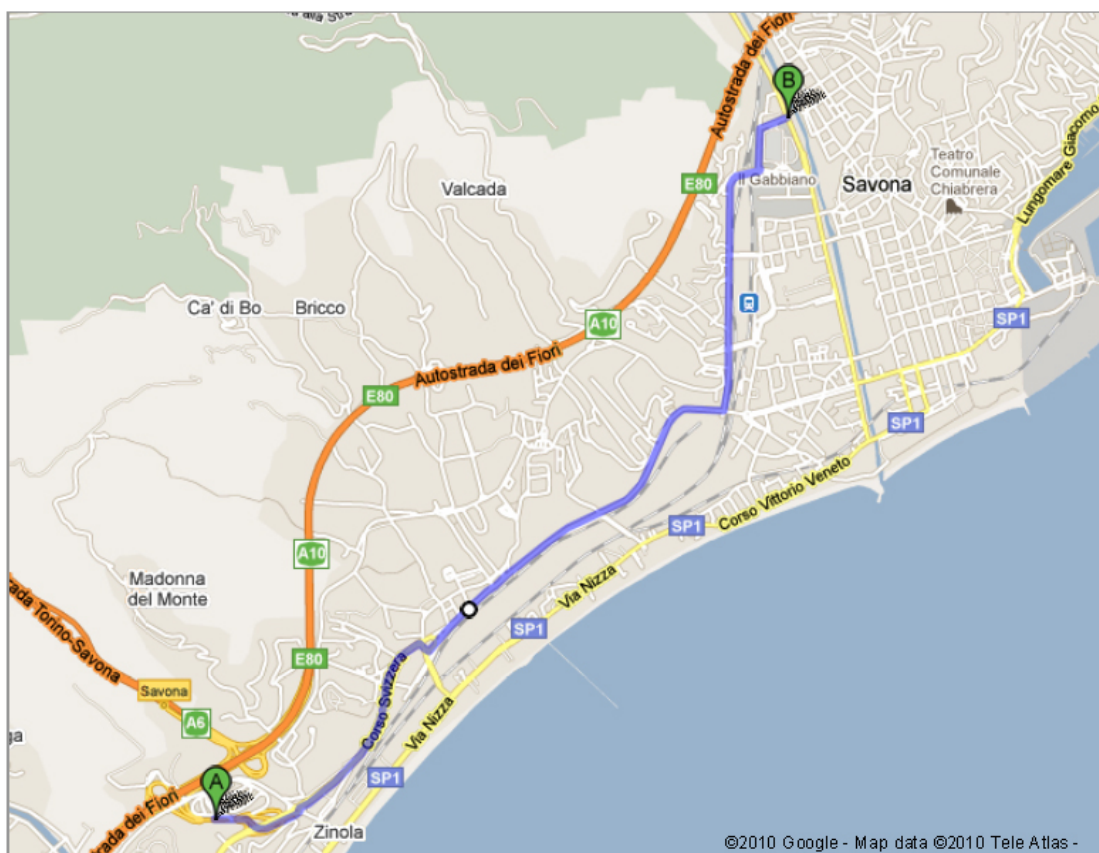 Autostrada dei Fiori
B
E80
Il Gabbiano
Teatro
Comunale
Chiabrera
Savona
Lungomare Giacomo
Valcada
Ca' di Bo
Bricco
A10
SP1
Autostrada dei Fiori
E80
SP1
Corso Vittorio Veneto
SP1
A10
Madonna
del Monte
Via Nizza
SP1
Torino-Savona
E80
Savona
A6
Corso Svizzera
Via Nizza
SP1
A
dei Fiori
Zinola
©2010 Google - Map data ©2010 Tele Atlas -